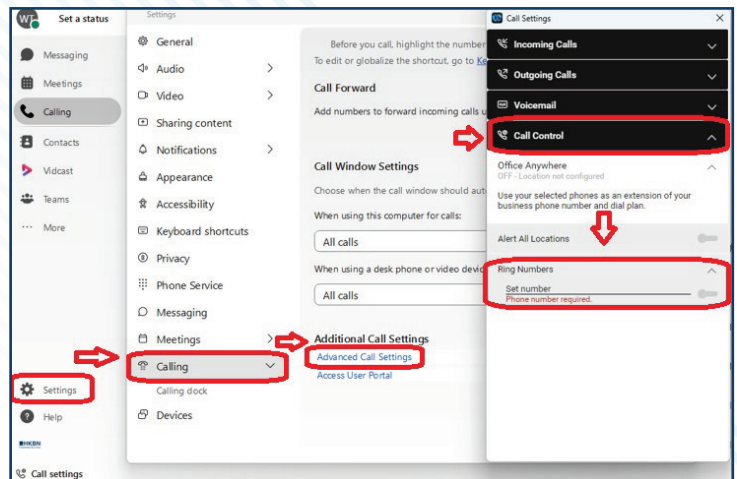 WT Set a status
Messaging
Meetings
Calling
Contacts
Vidcast
Teams
More
Settings
Help
HKBN
Call settings
Settings
General
Audio
Video
Sharing content
Notifications
Appearance
Accessibility
Keyboard shortcuts
Privacy
Phone Service
Messaging
Meetings
Calling
Calling dock
Devices
Before you call, highlight the number
To edit or globalize the shortcut, go to Ke
Call Forward
Add numbers to forward incoming calls u
Call Window Settings
Choose when the call window should aut
When using this computer for calls:
All calls
When using a desk phone or video devic
All calls
Additional Call Settings
Advanced Call Settings
Access User Portal
Call Settings
Incoming Calls
Outgoing Calls
Voicemail
Call Control
Office Anywhere
OFF - Location not configured
Use your selected phones as an extension of your
business phone number and dial plan.
Alert All Locations
Ring Numbers
Set number
Phone number required.